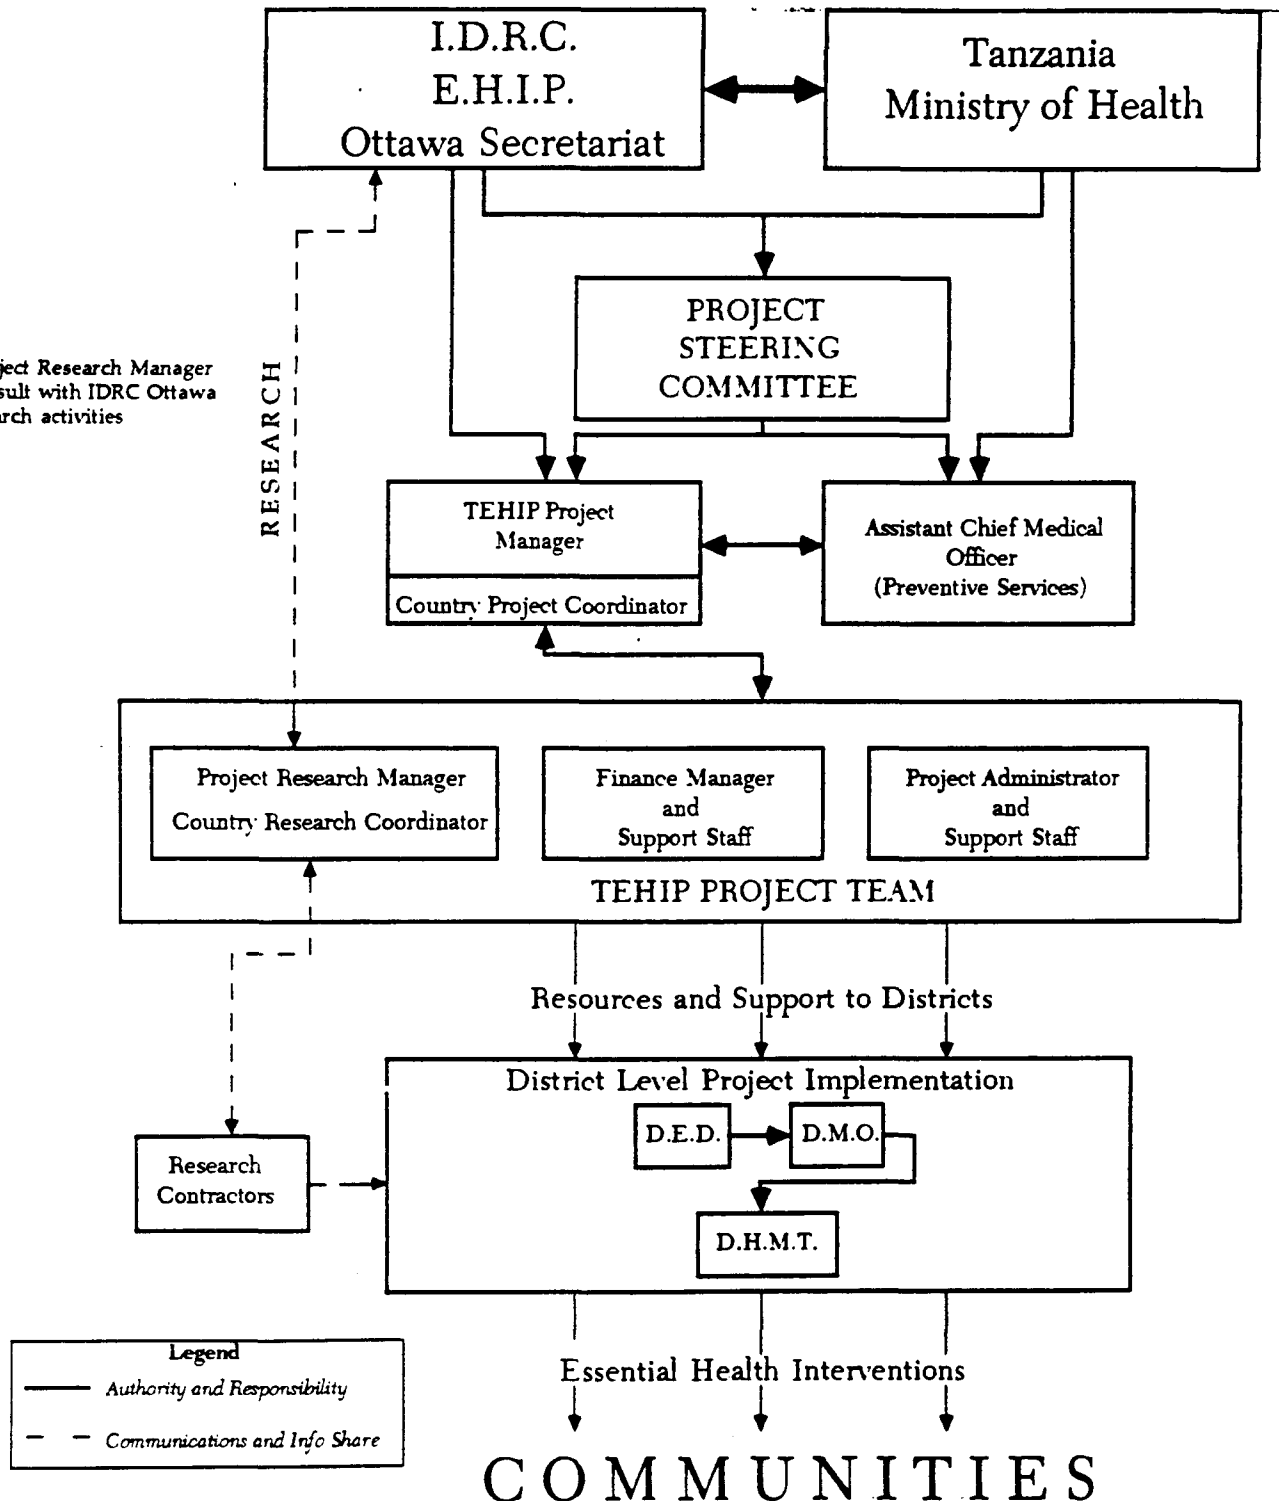 I.D.R.C.
E.H.I.P.
Ottawa Secretariat
Tanzania
Ministry of Health
PROJECT
STEERING
COMMITTEE
Research Manager
with IDRC Ottawa
activities
RESEARCH
TEHIP Project
Manager
Country Project Coordinator
Assistant Chief Medical
Officer
(Preventive Services)
Project Research Manager
Country Research Coordinator
Finance Manager
and
Support Staff
Project Administrator
and
Support Staff
TEHIP PROJECT TEAM
Resources and Support to Districts
District Level Project Implementation
D.E.D.
D.M.O.
D.H.M.T.
Research
Contractors
Legend
Authority and Responsibility
Communications and Info Share
Essential Health Interventions
COMMUNITIES